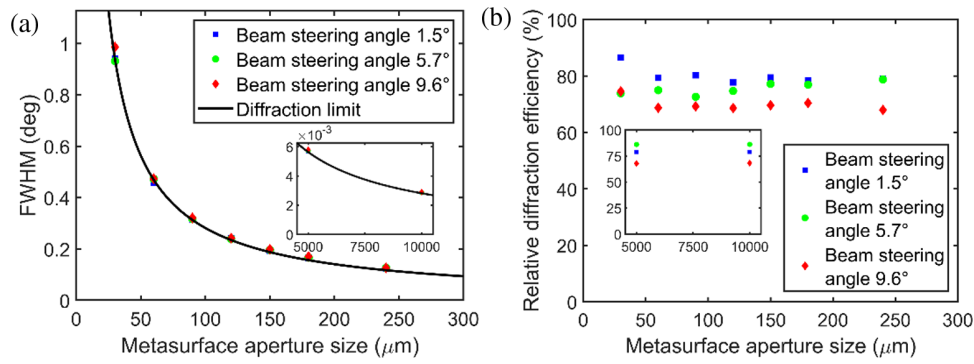 (a)
FWHM (deg)
1
0.8
0.6
0.4
0.2
0
Beam steering angle 1.5°
Beam steering angle 5.7°
Beam steering angle 9.6°
Diffraction limit
×10⁻³
6
4
2
0
5000 7500 10000
0 50 100 150 200 250 300
Metasurface aperture size (μm)
(b)
Relative diffraction efficiency (%)
100
80
60
40
20
0
100
75
50
25
0
5000 7500 10000
Beam steering
angle 1.5°
Beam steering
angle 5.7°
Beam steering
angle 9.6°
0 50 100 150 200 250 300
Metasurface aperture size (μm)